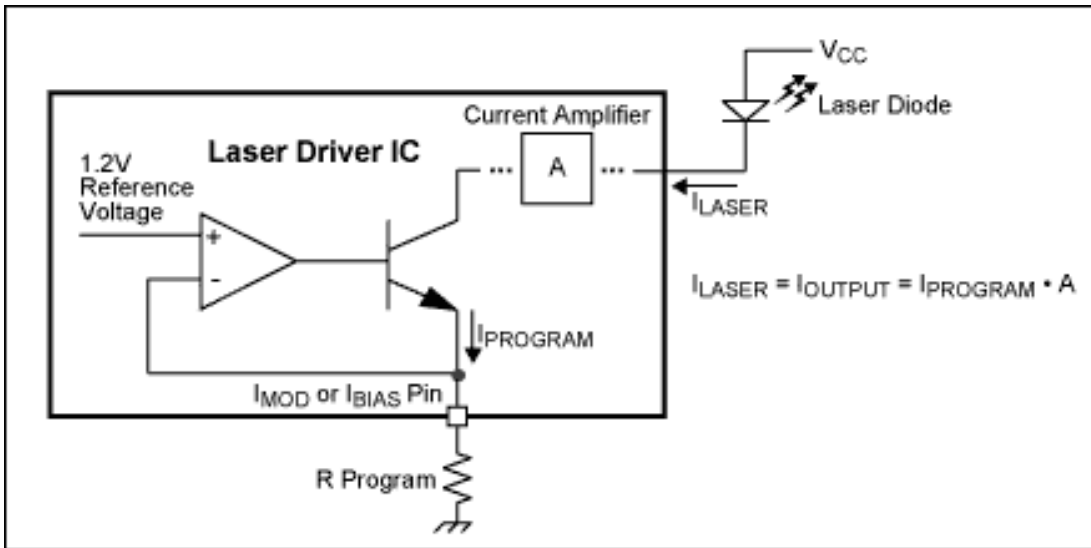 V_CC
Laser Diode
Current Amplifier
Laser Driver IC
A
... ...
1.2V
Reference
Voltage
+
-
I_LASER
I_LASER = I_OUTPUT = I_PROGRAM • A
I_PROGRAM
I_MOD or I_BIAS Pin
R Program